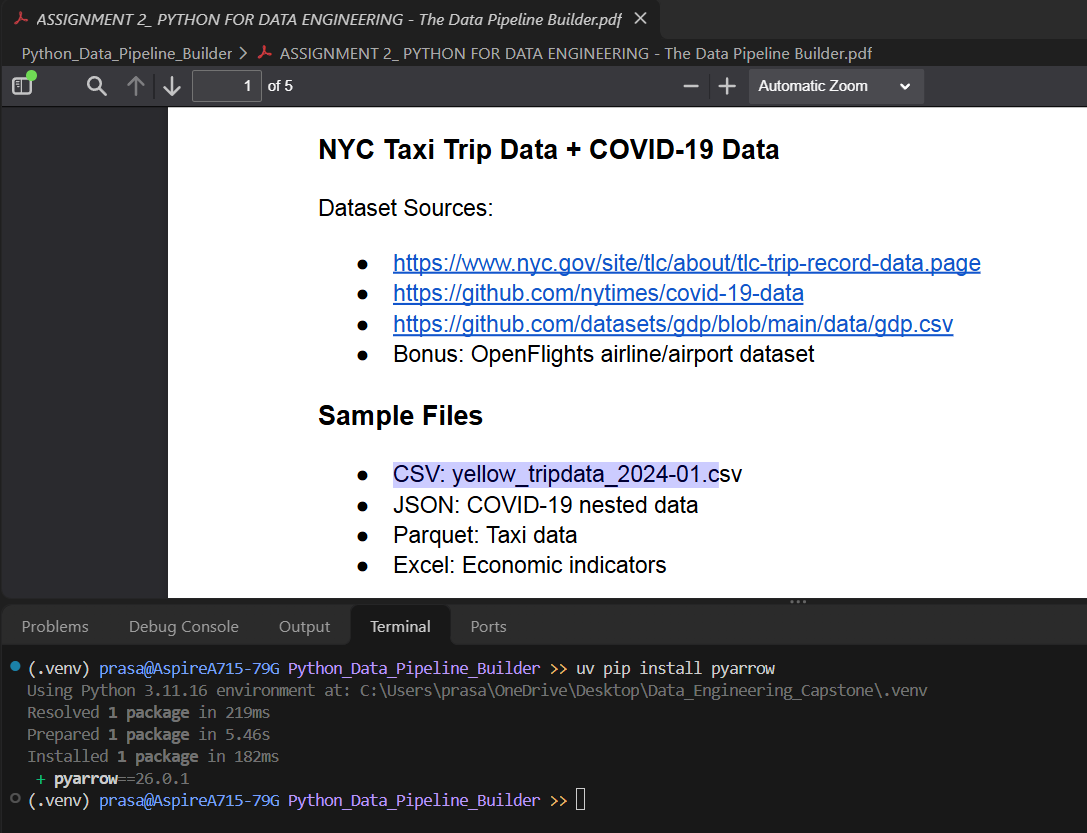 ASSIGNMENT 2_ PYTHON FOR DATA ENGINEERING - The Data Pipeline Builder.pdf
Python_Data_Pipeline_Builder > ASSIGNMENT 2_ PYTHON FOR DATA ENGINEERING - The Data Pipeline Builder.pdf
1 of 5 Automatic Zoom
NYC Taxi Trip Data + COVID-19 Data
Dataset Sources:
● https://www.nyc.gov/site/tlc/about/tlc-trip-record-data.page
● https://github.com/nytimes/covid-19-data
● https://github.com/datasets/gdp/blob/main/data/gdp.csv
● Bonus: OpenFlights airline/airport dataset
Sample Files
● CSV: yellow_tripdata_2024-01.csv
● JSON: COVID-19 nested data
● Parquet: Taxi data
● Excel: Economic indicators
Problems Debug Console Output Terminal Ports
(.venv) prasa@AspireA715-79G Python_Data_Pipeline_Builder >> uv pip install pyarrow
Using Python 3.11.16 environment at: C:\Users\prasa\OneDrive\Desktop\Data_Engineering_Capstone\.venv
Resolved 1 package in 219ms
Prepared 1 package in 5.46s
Installed 1 package in 182ms
+ pyarrow==26.0.1
(.venv) prasa@AspireA715-79G Python_Data_Pipeline_Builder >>